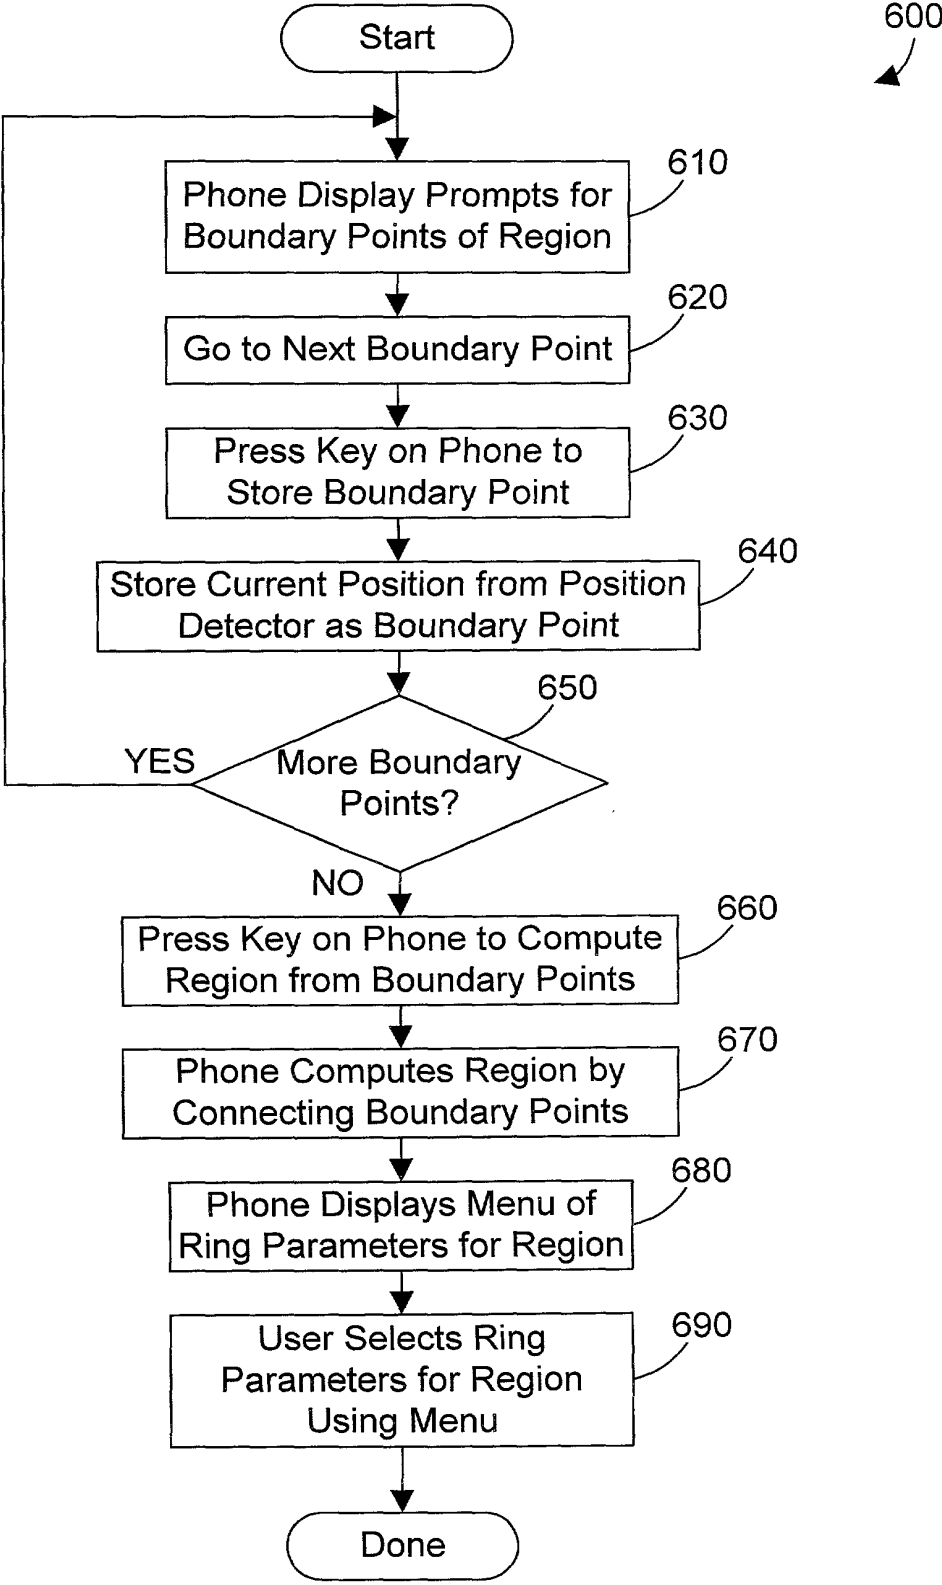 600
Start
610
Phone Display Prompts for
Boundary Points of Region
620
Go to Next Boundary Point
630
Press Key on Phone to
Store Boundary Point
640
Store Current Position from Position
Detector as Boundary Point
650
YES
More Boundary
Points?
NO
660
Press Key on Phone to Compute
Region from Boundary Points
670
Phone Computes Region by
Connecting Boundary Points
680
Phone Displays Menu of
Ring Parameters for Region
690
User Selects Ring
Parameters for Region
Using Menu
Done